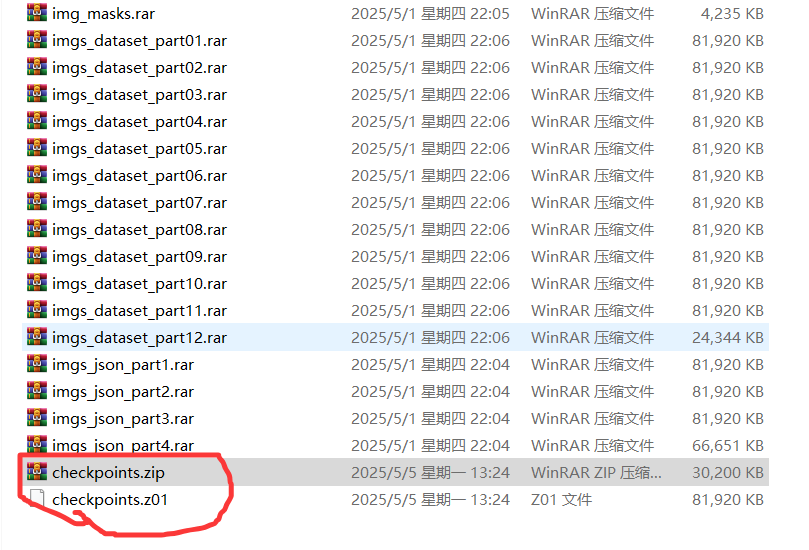 img_masks.rar 2025/5/1 星期四 22:05 WinRAR 压缩文件 4,235 KB
imgs_dataset_part01.rar 2025/5/1 星期四 22:06 WinRAR 压缩文件 81,920 KB
imgs_dataset_part02.rar 2025/5/1 星期四 22:06 WinRAR 压缩文件 81,920 KB
imgs_dataset_part03.rar 2025/5/1 星期四 22:06 WinRAR 压缩文件 81,920 KB
imgs_dataset_part04.rar 2025/5/1 星期四 22:06 WinRAR 压缩文件 81,920 KB
imgs_dataset_part05.rar 2025/5/1 星期四 22:06 WinRAR 压缩文件 81,920 KB
imgs_dataset_part06.rar 2025/5/1 星期四 22:06 WinRAR 压缩文件 81,920 KB
imgs_dataset_part07.rar 2025/5/1 星期四 22:06 WinRAR 压缩文件 81,920 KB
imgs_dataset_part08.rar 2025/5/1 星期四 22:06 WinRAR 压缩文件 81,920 KB
imgs_dataset_part09.rar 2025/5/1 星期四 22:06 WinRAR 压缩文件 81,920 KB
imgs_dataset_part10.rar 2025/5/1 星期四 22:06 WinRAR 压缩文件 81,920 KB
imgs_dataset_part11.rar 2025/5/1 星期四 22:06 WinRAR 压缩文件 81,920 KB
imgs_dataset_part12.rar 2025/5/1 星期四 22:06 WinRAR 压缩文件 24,344 KB
imgs_json_part1.rar 2025/5/1 星期四 22:04 WinRAR 压缩文件 81,920 KB
imgs_json_part2.rar 2025/5/1 星期四 22:04 WinRAR 压缩文件 81,920 KB
imgs_json_part3.rar 2025/5/1 星期四 22:04 WinRAR 压缩文件 81,920 KB
imgs_json_part4.rar 2025/5/1 星期四 22:04 WinRAR 压缩文件 66,651 KB
checkpoints.zip 2025/5/5 星期一 13:24 WinRAR ZIP 压缩... 30,200 KB
checkpoints.z01 2025/5/5 星期一 13:24 Z01 文件 81,920 KB